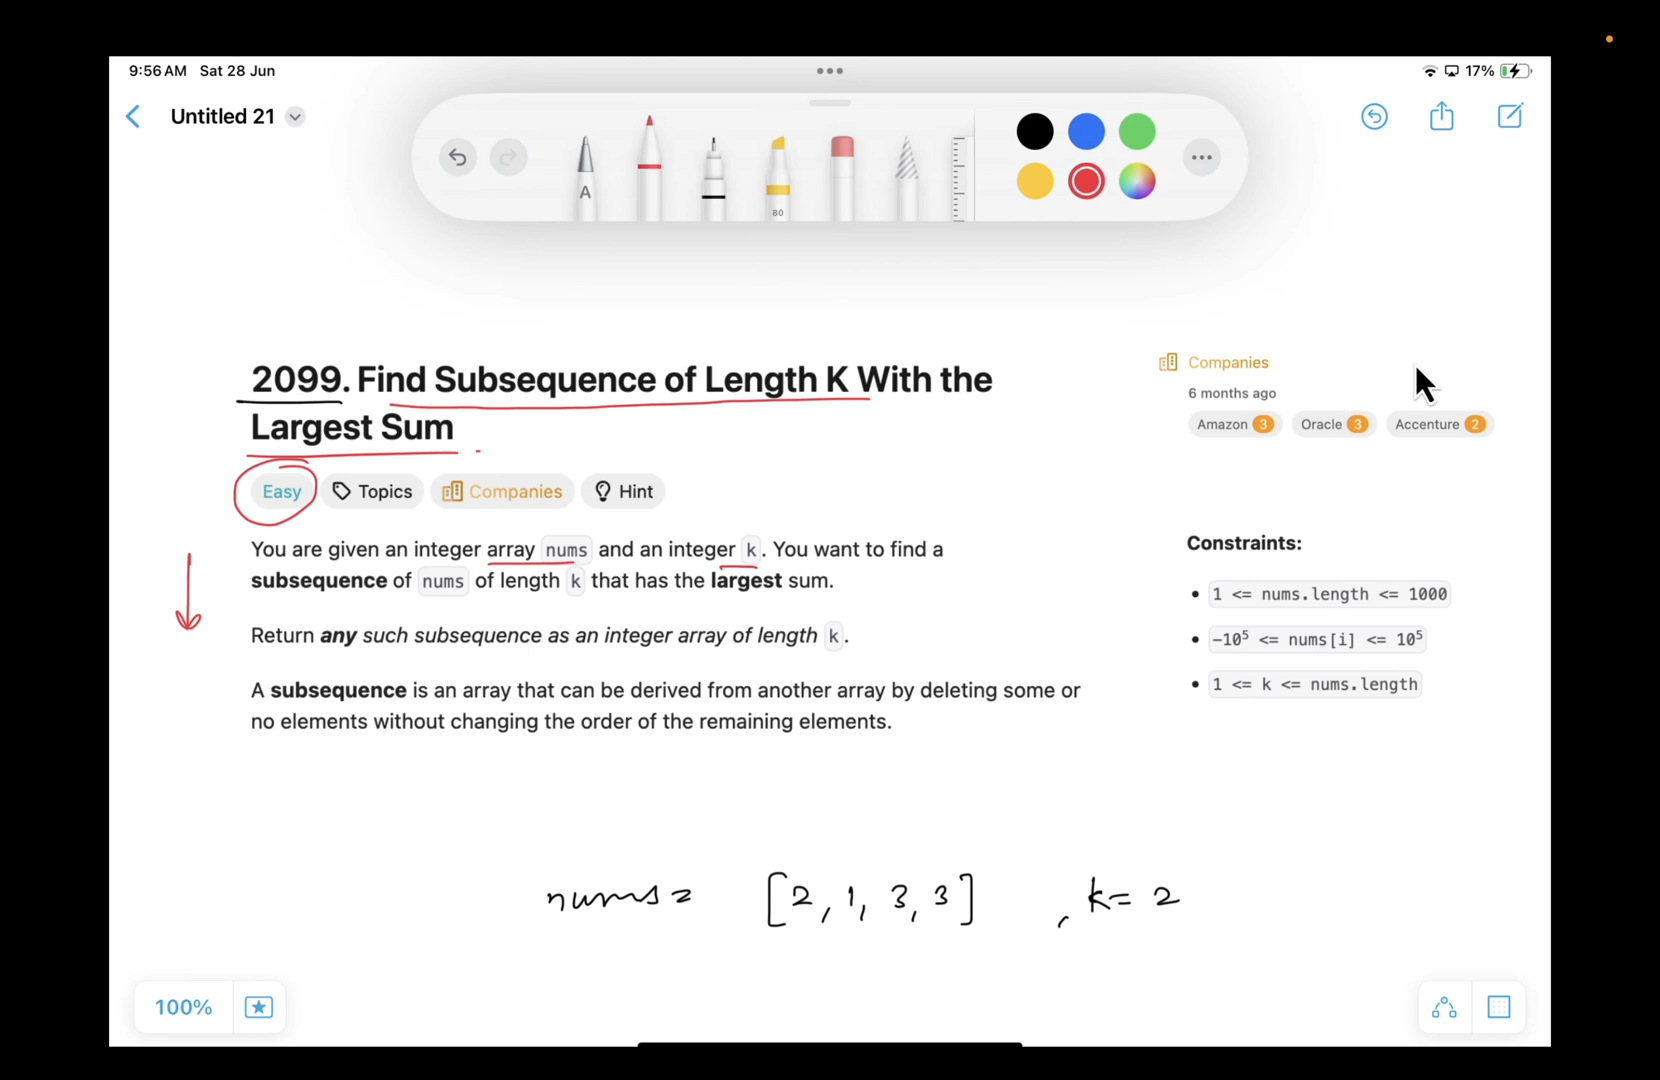 9:56 AM Sat 28 Jun
17%
Untitled 21
A
80
2099. Find Subsequence of Length K With the
Largest Sum
Easy Topics Companies Hint
You are given an integer array nums and an integer k. You want to find a
subsequence of nums of length k that has the largest sum.
Return any such subsequence as an integer array of length k.
A subsequence is an array that can be derived from another array by deleting some or
no elements without changing the order of the remaining elements.
Companies
6 months ago
Amazon 3 Oracle 3 Accenture 2
Constraints:
• 1 <= nums.length <= 1000
• -10⁵ <= nums[i] <= 10⁵
• 1 <= k <= nums.length
nums = [2, 1, 3, 3] , k = 2
100%